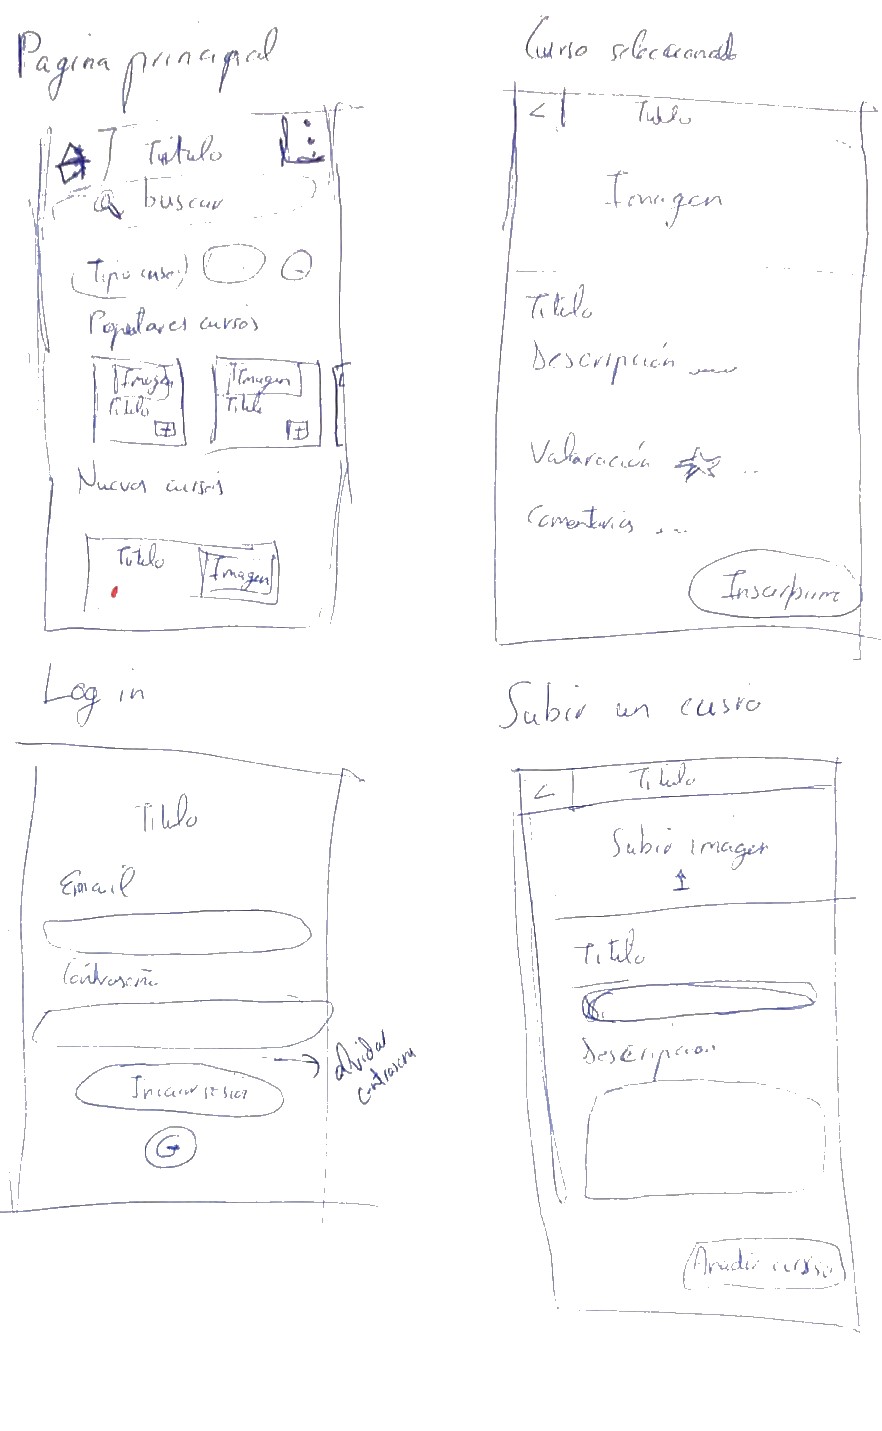 Pagina principal
Titulo
buscar
Tipo curso
Populares cursos
Imagen
Titulo
+
Imagen
Titulo
+
Nuevos cursos
Titulo
Imagen
Curso seleccionado
< Titulo
Imagen
Titulo
Descripción
Valaración
Comentarios ...
Log in
Titulo
Email
Contraseña
Iniciar sesion
G
olvidar
contraseña
Subir un curso
< Titulo
Subir imagen
Titulo
Descripcion
Añadir curso